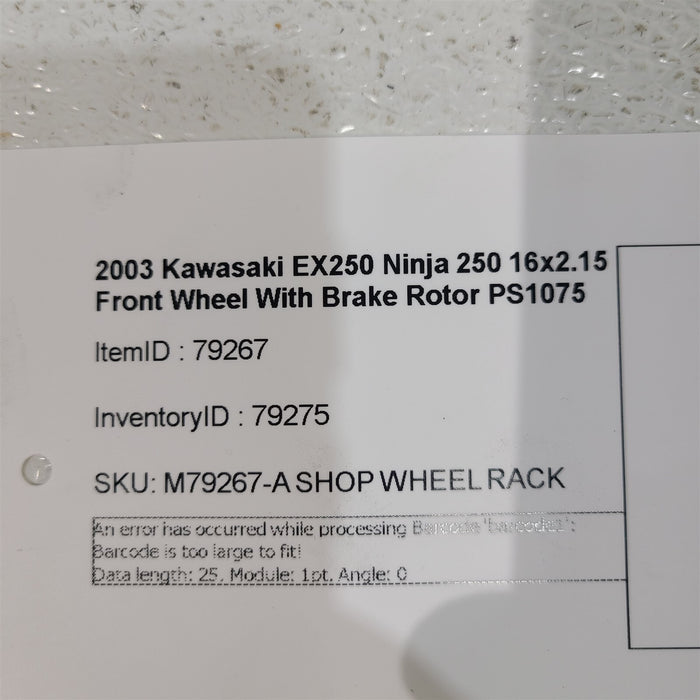 2003 Kawasaki EX250 Ninja 250 16x2.15
Front Wheel With Brake Rotor PS1075
ItemID : 79267
InventoryID : 79275
SKU: M79267-A SHOP WHEEL RACK
An error has occurred while processing Barcode 'barcode1':
Barcode is too large to fit!
Data length: 25, Module: 1pt, Angle: 0